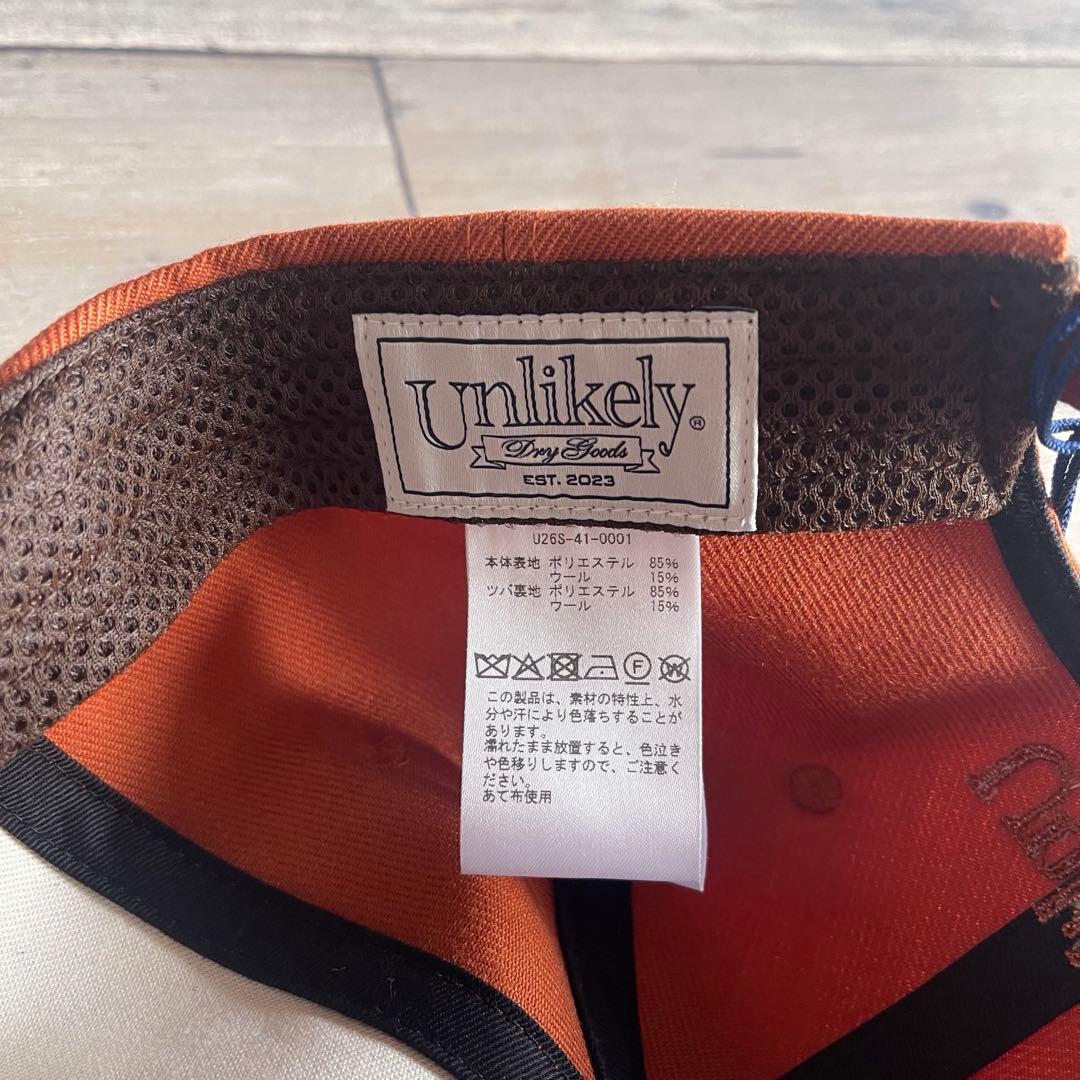 Unlikely®
Dry Goods
EST. 2023
U26S-41-0001
本体表地 ポリエステル 85%
ウール 15%
ツバ裏地 ポリエステル 85%
ウール 15%
F W
この製品は、素材の特性上、水
分や汗により色落ちすることが
あります。
濡れたまま放置すると、色泣き
や色移りしますので、ご注意く
ださい。
あて布使用